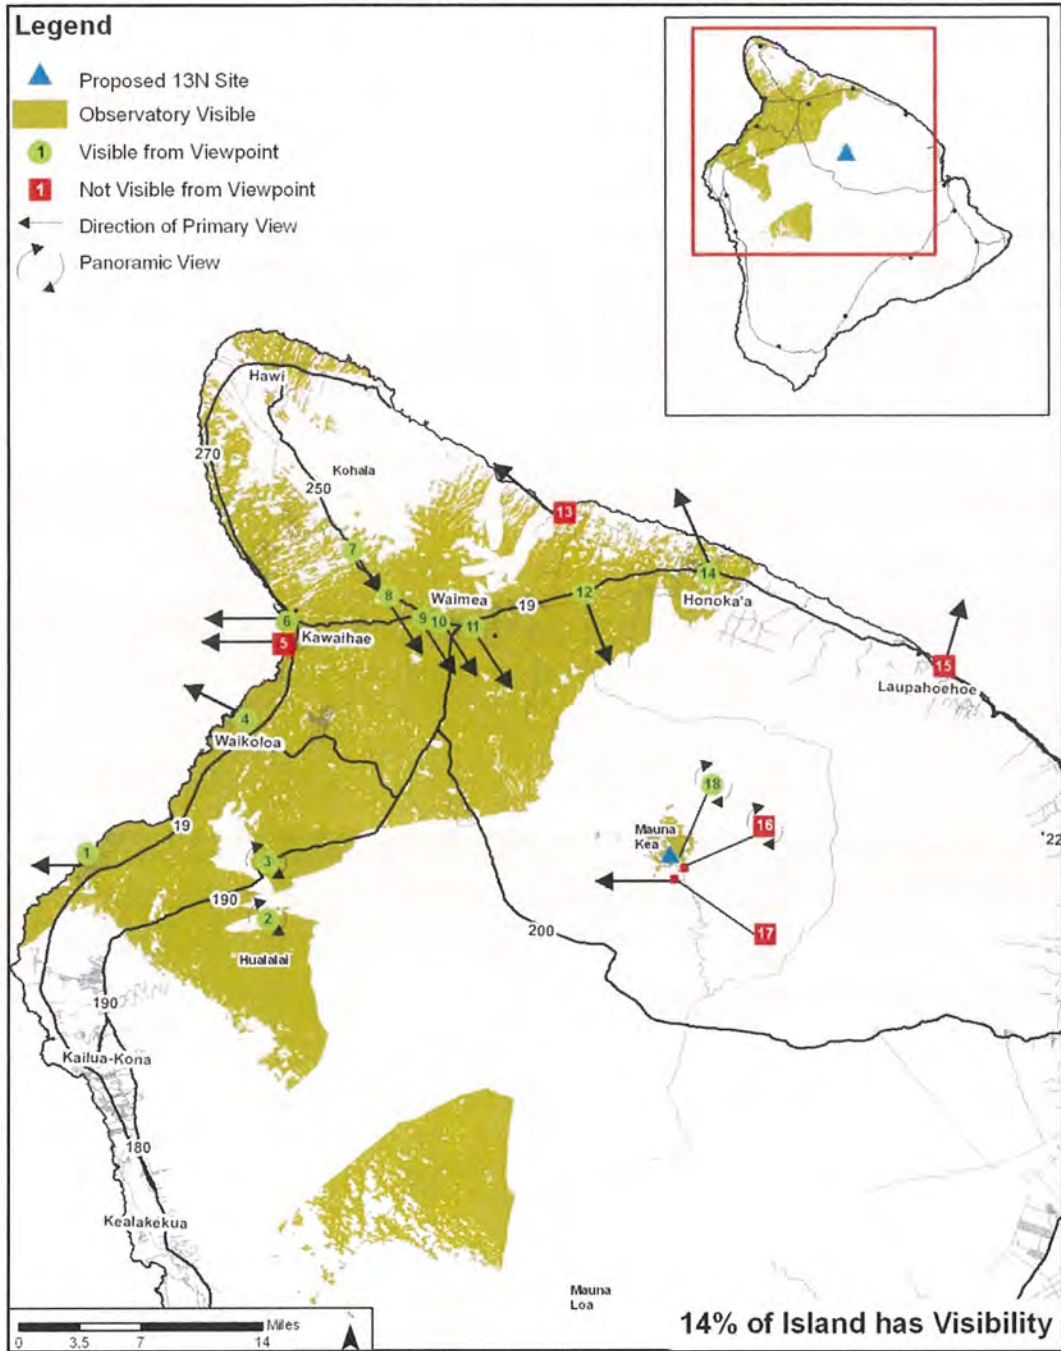 Legend
Proposed 13N Site
Observatory Visible
1 Visible from Viewpoint
1 Not Visible from Viewpoint
Direction of Primary View
Panoramic View
Hawi
270
Kohala
250
13
7
14
8
Waimea
12
19
Honoka'a
9
10
11
6
Kawaihae
5
15
Laupahoehoe
4
Waikoloa
18
19
16
Mauna
Kea
22
1
3
190
2
200
17
Hualalai
190
Kailua-Kona
180
Kealakekua
Mauna
Loa
Miles
0 3.5 7 14
14% of Island has Visibility